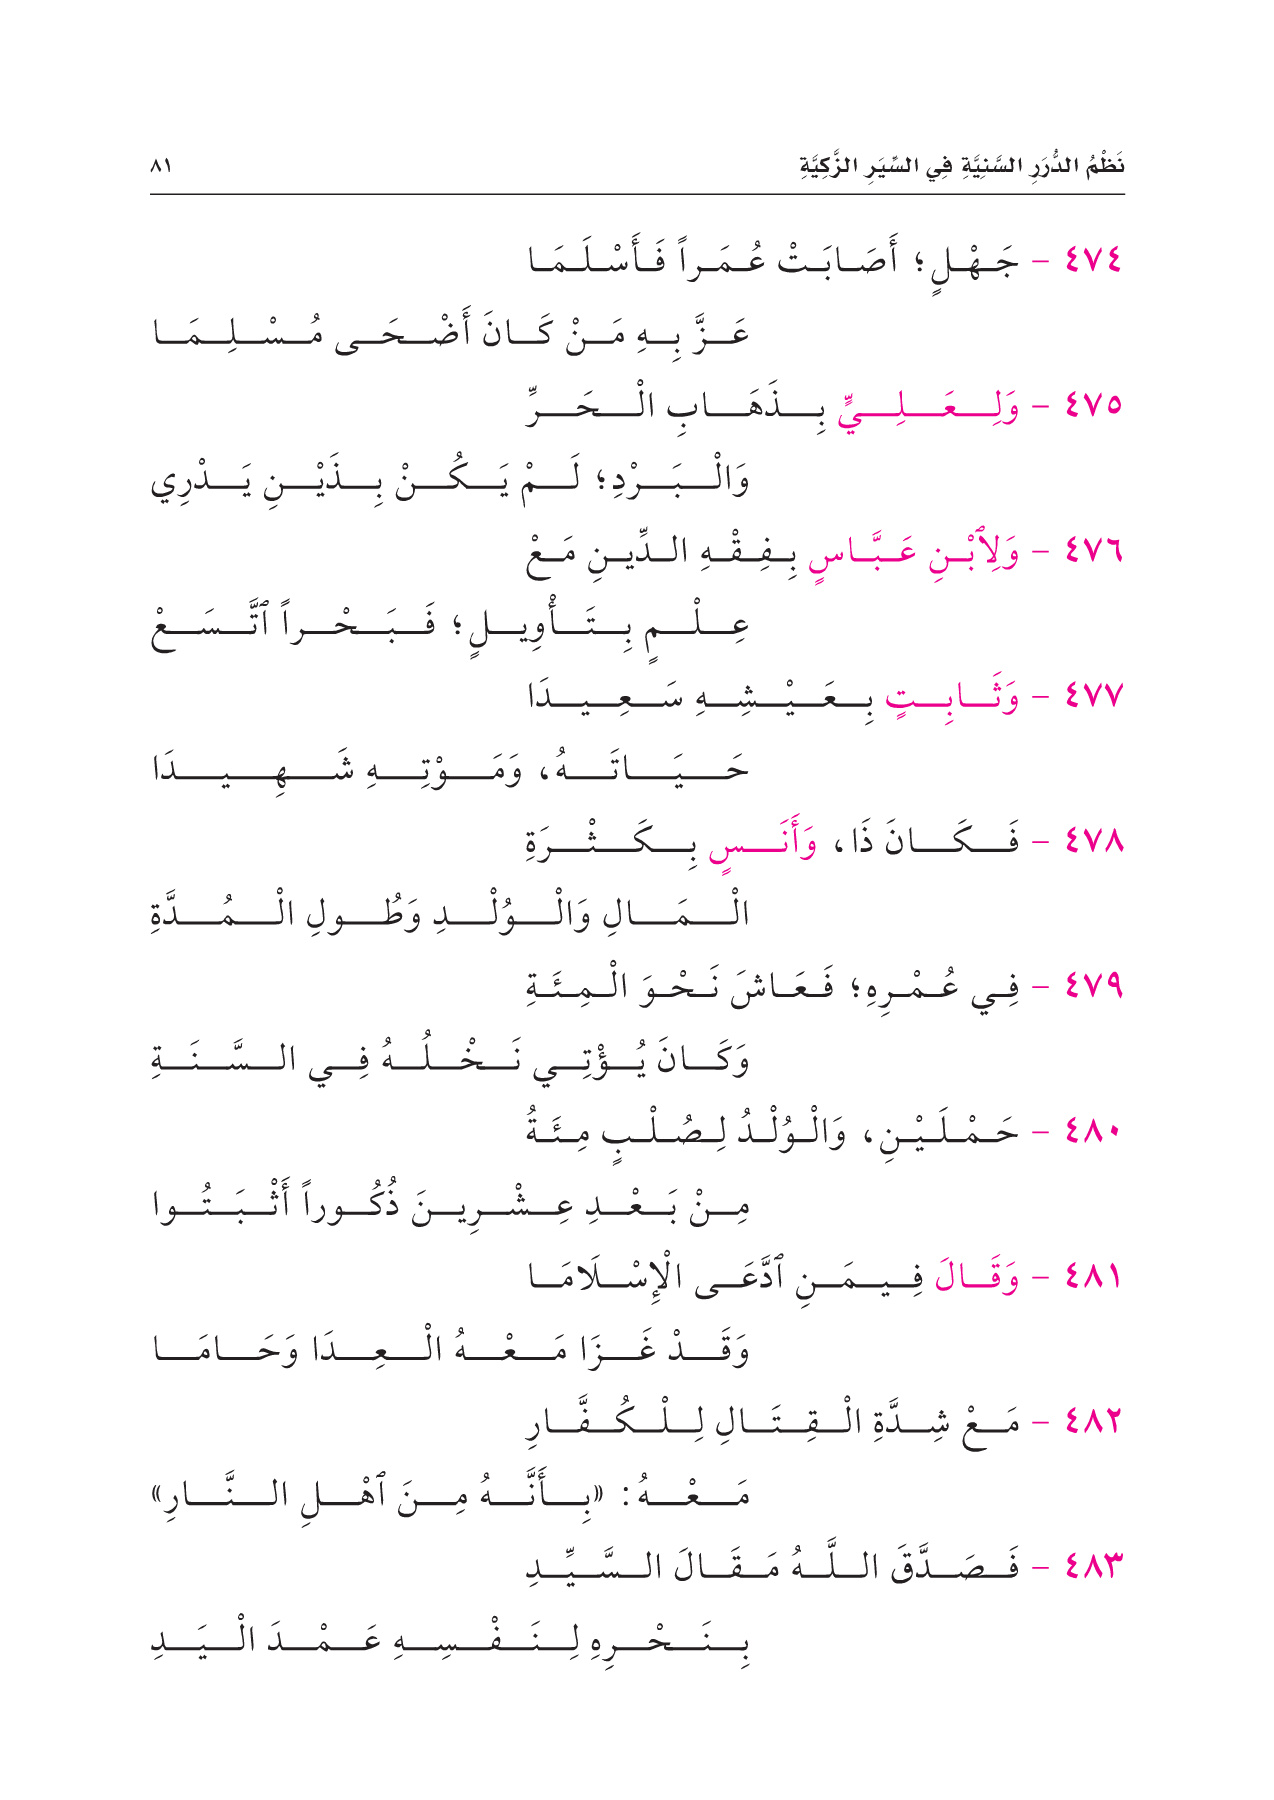 نَظْمُ الدُّرَرِ السَّنِيَّةِ فِي السِّيَرِ الزَّكِيَّةِ ٨١
٤٧٤ - جَهْلٍ؛ أَصَابَتْ عُمَراً فَأَسْلَمَا
عَزَّ بِهِ مَنْ كَانَ أَضْحَى مُسْلِمَا
٤٧٥ - وَلِعَلِيٍّ بِذَهَابِ الْحَرِّ
وَالْبَرْدِ؛ لَمْ يَكُنْ بِذَيْنِ يَدْرِي
٤٧٦ - وَلِٱبْنِ عَبَّاسٍ بِفِقْهِ الدِّينِ مَعْ
عِلْمٍ بِتَأْوِيلٍ؛ فَبَحْراً ٱتَّسَعْ
٤٧٧ - وَثَابِتٍ بِعَيْشِهِ سَعِيدَا
حَيَاتَهُ، وَمَوْتِهِ شَهِيدَا
٤٧٨ - فَكَانَ ذَا، وَأَنَسٍ بِكَثْرَةِ
الْمَالِ وَالْوُلْدِ وَطُولِ الْمُدَّةِ
٤٧٩ - فِي عُمْرِهِ؛ فَعَاشَ نَحْوَ الْمِئَةِ
وَكَانَ يُؤْتِي نَخْلُهُ فِي السَّنَةِ
٤٨٠ - حَمْلَيْنِ، وَالْوُلْدُ لِصُلْبٍ مِئَةُ
مِنْ بَعْدِ عِشْرِينَ ذُكُوراً أَثْبَتُوا
٤٨١ - وَقَالَ فِيمَنِ ٱدَّعَى الْإِسْلَامَا
وَقَدْ غَزَا مَعْهُ الْعِدَا وَحَامَا
٤٨٢ - مَعْ شِدَّةِ الْقِتَالِ لِلْكُفَّارِ
مَعْهُ: «بِأَنَّهُ مِنَ ٱهْلِ النَّارِ»
٤٨٣ - فَصَدَّقَ اللَّهُ مَقَالَ السَّيِّدِ
بِنَحْرِهِ لِنَفْسِهِ عَمْدَ الْيَدِ